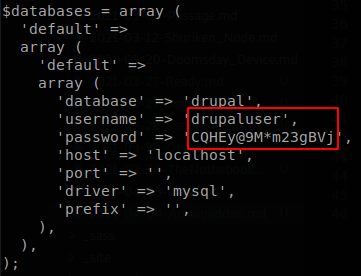 $databases = array (
'default' =>
array (
'default' =>
array (
'database' => 'drupal',
'username' => 'drupaluser',
'password' => 'CQHEy@9M*m23gBVj',
'host' => 'localhost',
'port' => '',
'driver' => 'mysql',
'prefix' => '',
),
),
);